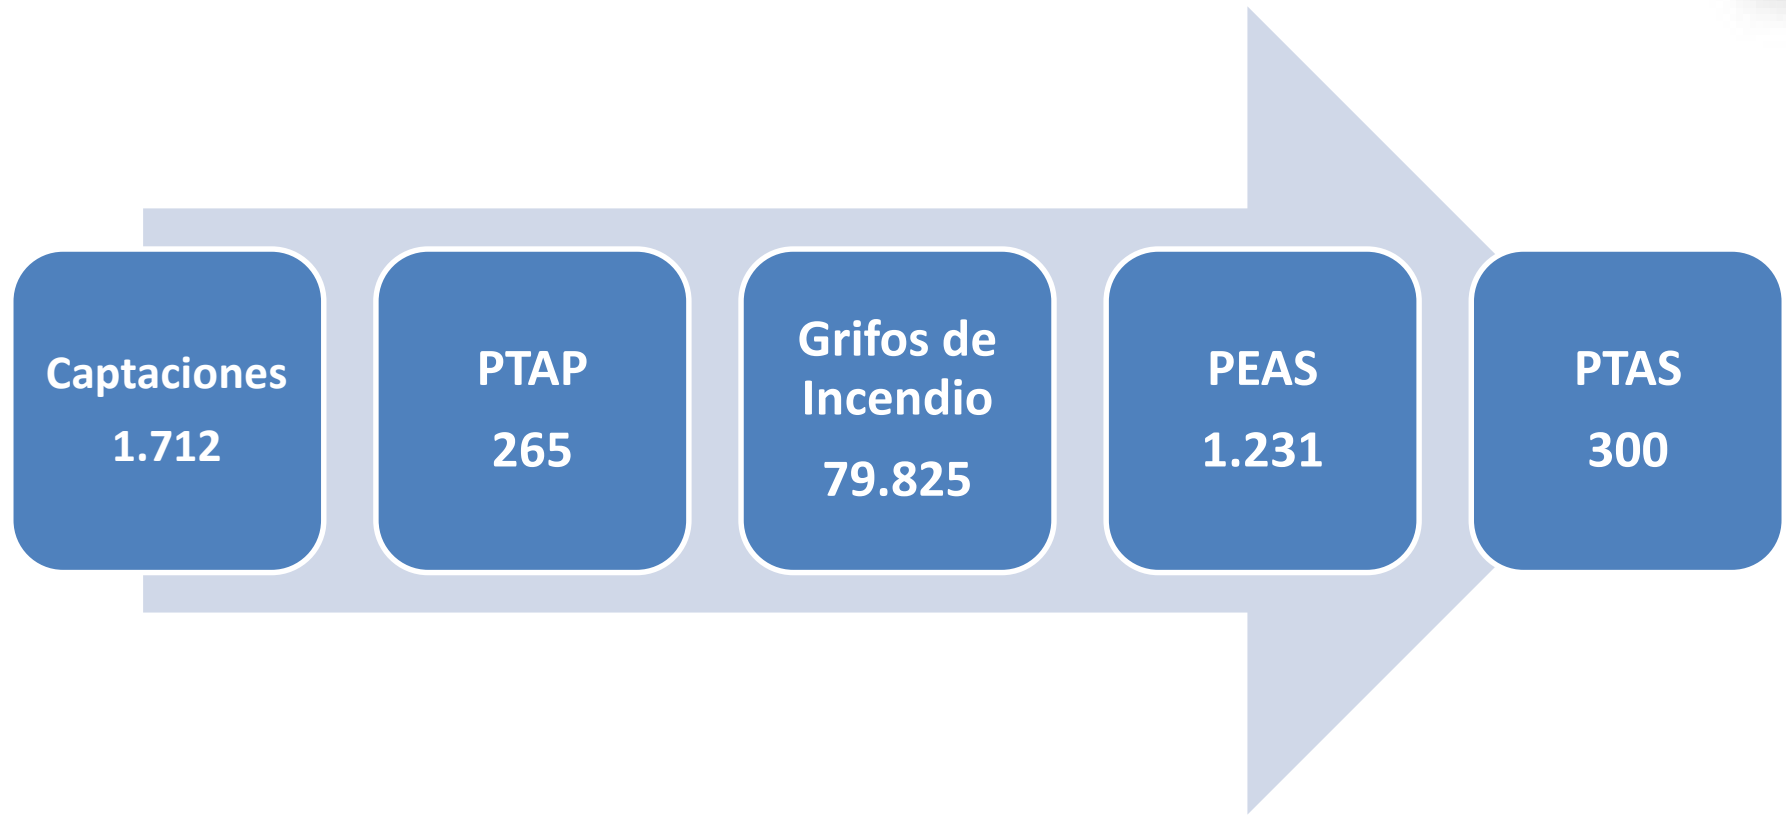 Captaciones
1.712
PTAP
265
Grifos de
Incendio
79.825
PEAS
1.231
PTAS
300